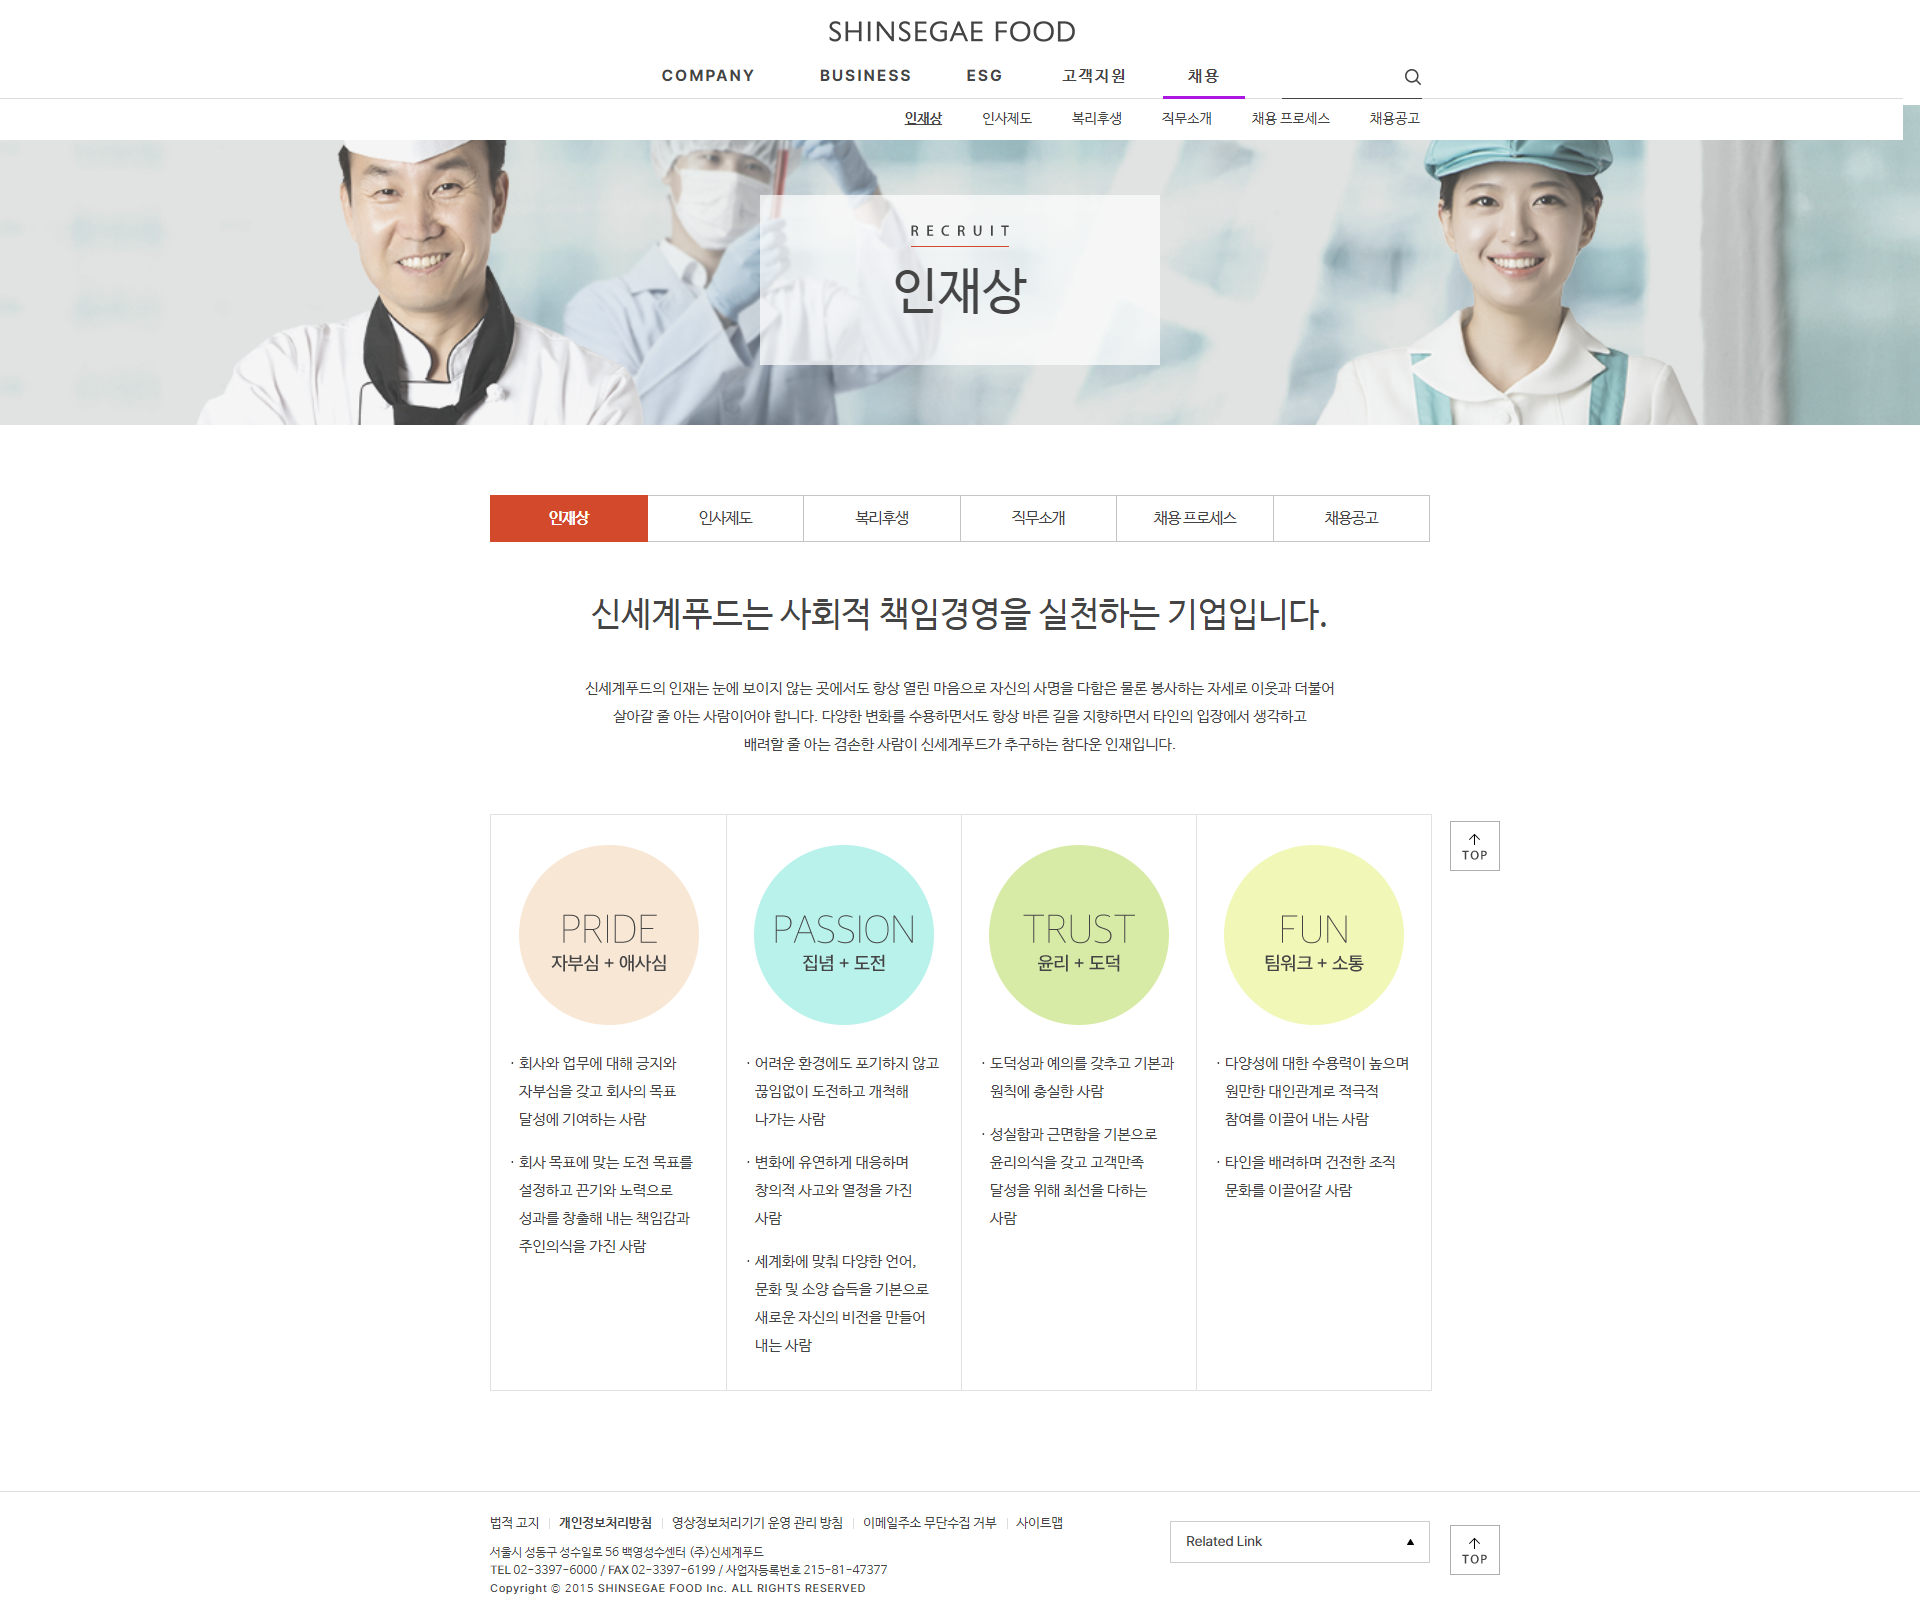 SHINSEGAE FOOD
COMPANY BUSINESS ESG 고객지원 채용
인재상 인사제도 복리후생 직무소개 채용 프로세스 채용공고
RECRUIT
인재상
인재상 인사제도 복리후생 직무소개 채용 프로세스 채용공고
신세계푸드는 사회적 책임경영을 실천하는 기업입니다.
신세계푸드의 인재는 눈에 보이지 않는 곳에서도 항상 열린 마음으로 자신의 사명을 다함은 물론 봉사하는 자세로 이웃과 더불어
살아갈 줄 아는 사람이어야 합니다. 다양한 변화를 수용하면서도 항상 바른 길을 지향하면서 타인의 입장에서 생각하고
배려할 줄 아는 겸손한 사람이 신세계푸드가 추구하는 참다운 인재입니다.
PRIDE
자부심 + 애사심
· 회사와 업무에 대해 긍지와
자부심을 갖고 회사의 목표
달성에 기여하는 사람
· 회사 목표에 맞는 도전 목표를
설정하고 끈기와 노력으로
성과를 창출해 내는 책임감과
주인의식을 가진 사람
PASSION
집념 + 도전
· 어려운 환경에도 포기하지 않고
끊임없이 도전하고 개척해
나가는 사람
· 변화에 유연하게 대응하며
창의적 사고와 열정을 가진
사람
· 세계화에 맞춰 다양한 언어,
문화 및 소양 습득을 기본으로
새로운 자신의 비전을 만들어
내는 사람
TRUST
윤리 + 도덕
· 도덕성과 예의를 갖추고 기본과
원칙에 충실한 사람
· 성실함과 근면함을 기본으로
윤리의식을 갖고 고객만족
달성을 위해 최선을 다하는
사람
FUN
팀워크 + 소통
· 다양성에 대한 수용력이 높으며
원만한 대인관계로 적극적
참여를 이끌어 내는 사람
· 타인을 배려하며 건전한 조직
문화를 이끌어갈 사람
TOP
법적 고지 개인정보처리방침 영상정보처리기기 운영 관리 방침 이메일주소 무단수집 거부 사이트맵
서울시 성동구 성수일로 56 백영성수센터 (주)신세계푸드
TEL 02-3397-6000 / FAX 02-3397-6199 / 사업자등록번호 215-81-47377
Copyright © 2015 SHINSEGAE FOOD Inc. ALL RIGHTS RESERVED
Related Link
TOP